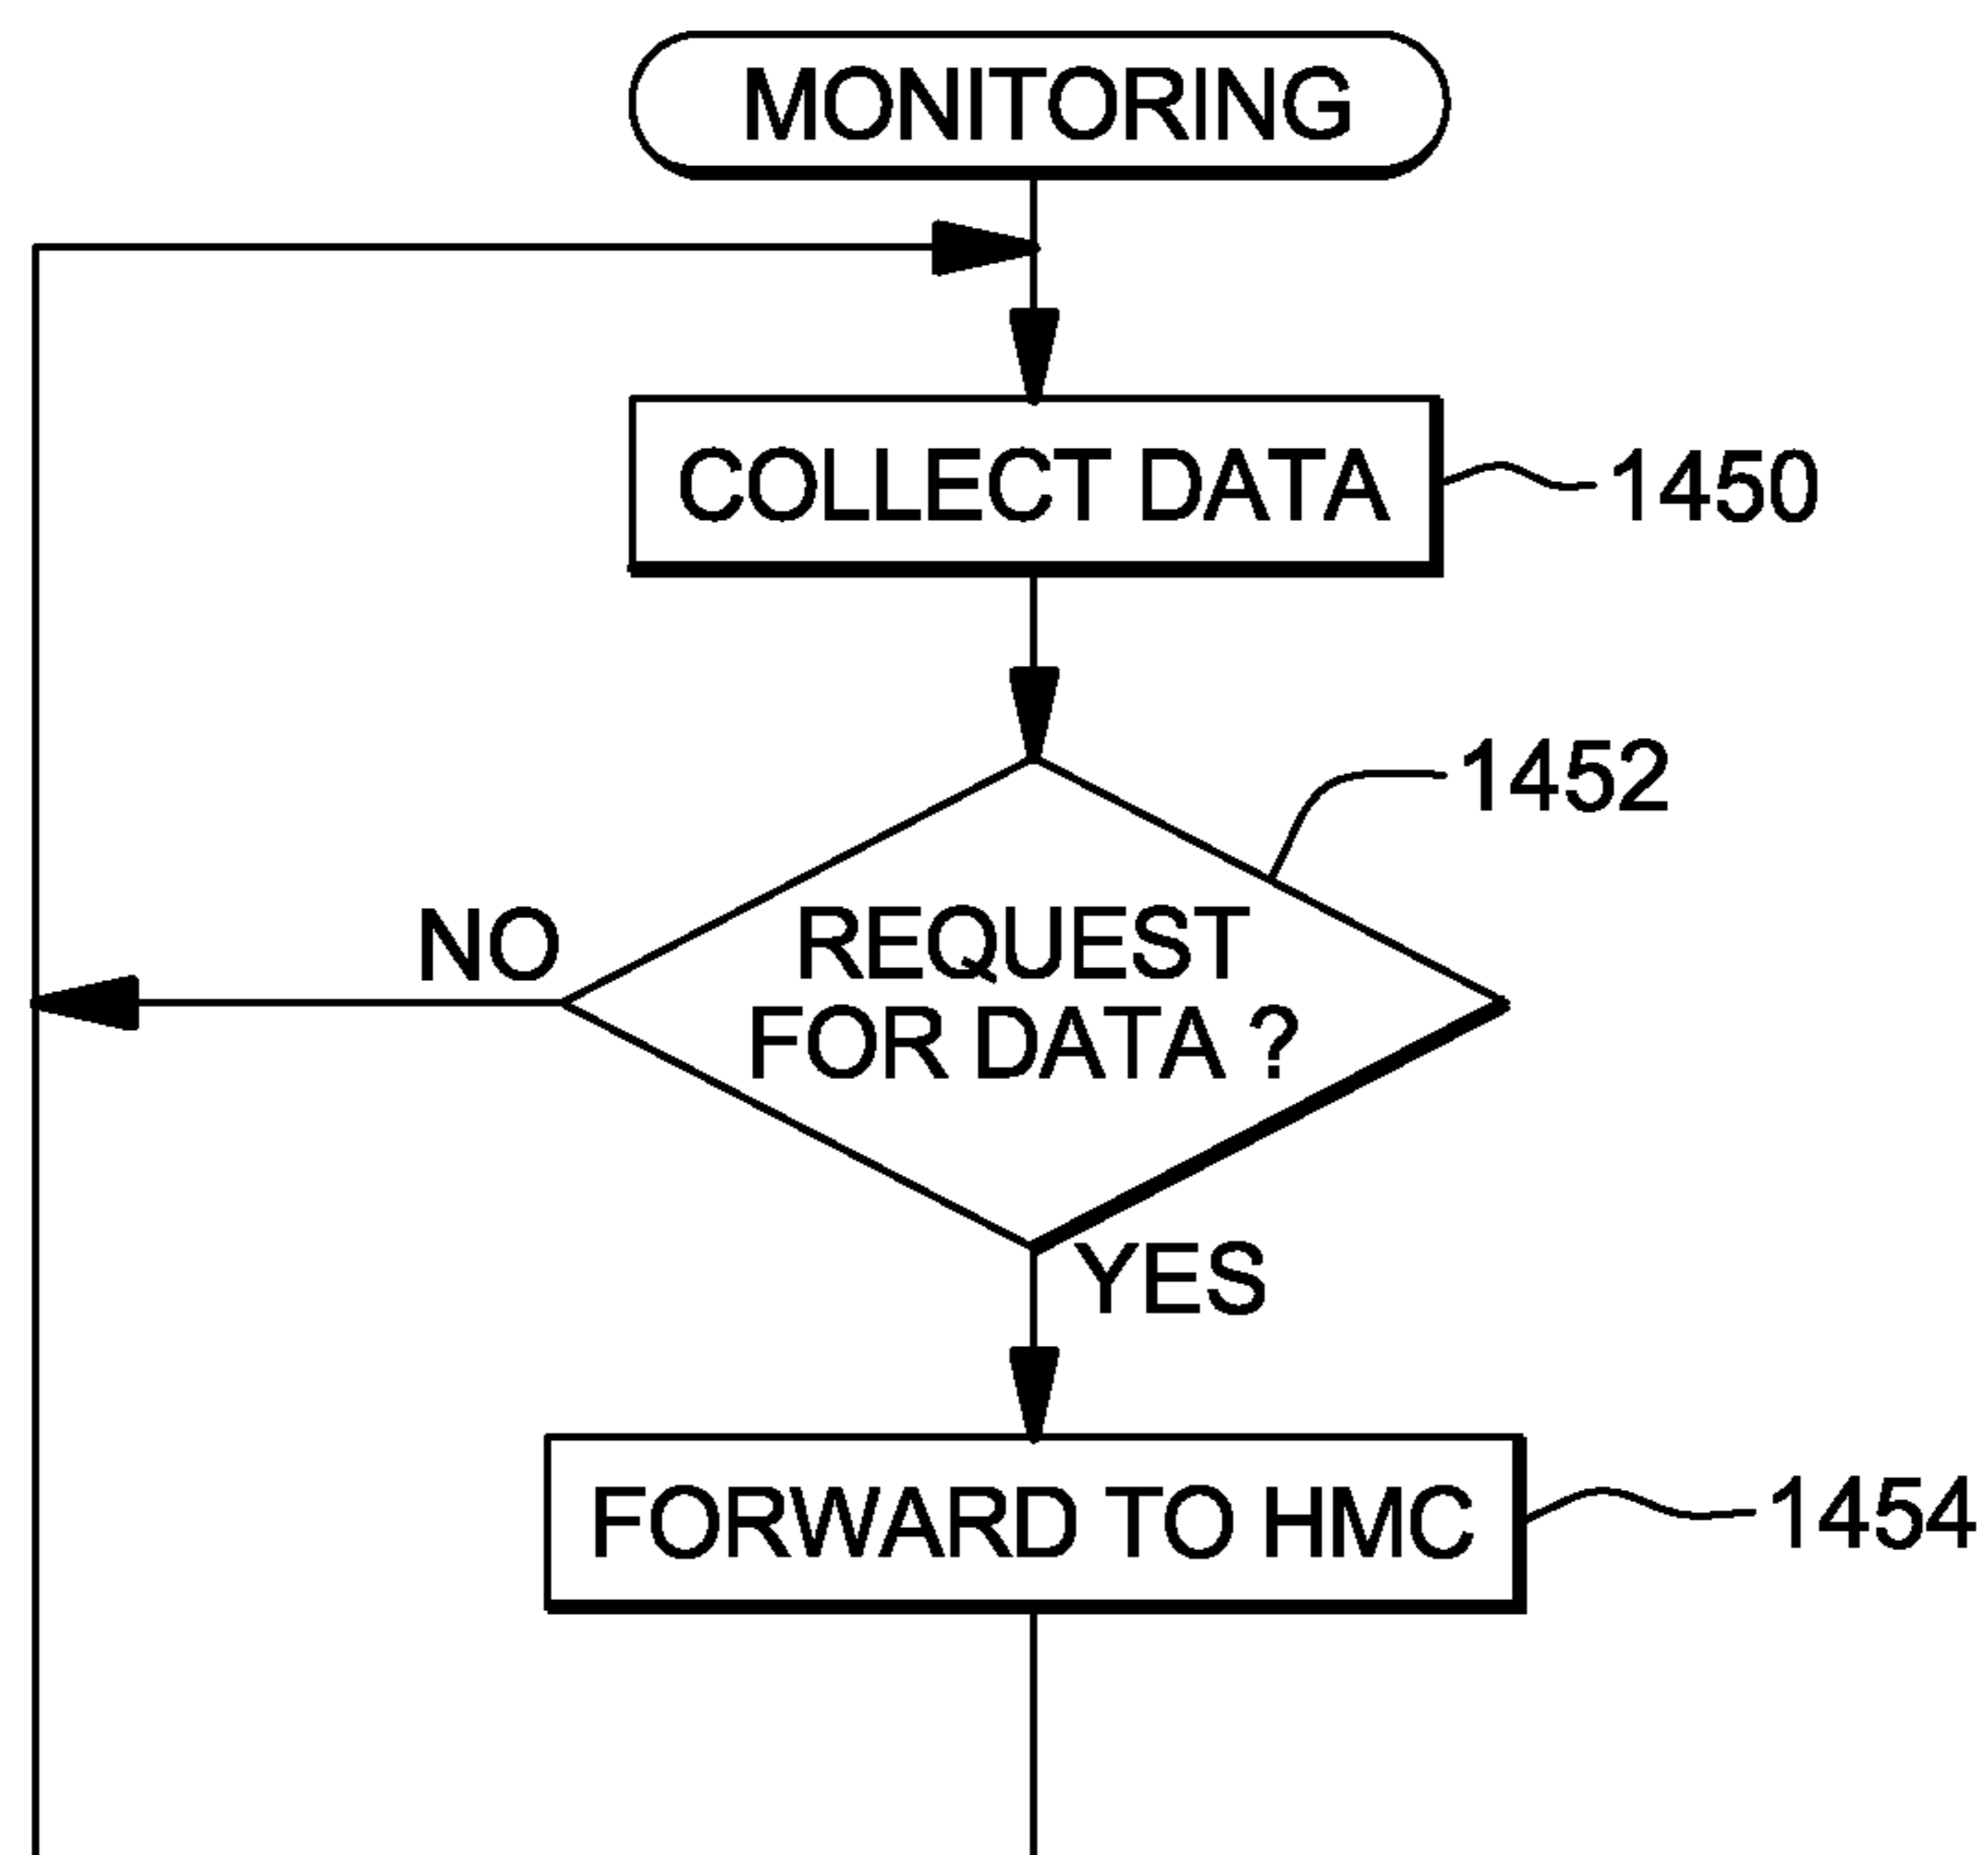 MONITORING
COLLECT DATA
1450
1452
NO
REQUEST
FOR DATA ?
YES
FORWARD TO HMC
1454